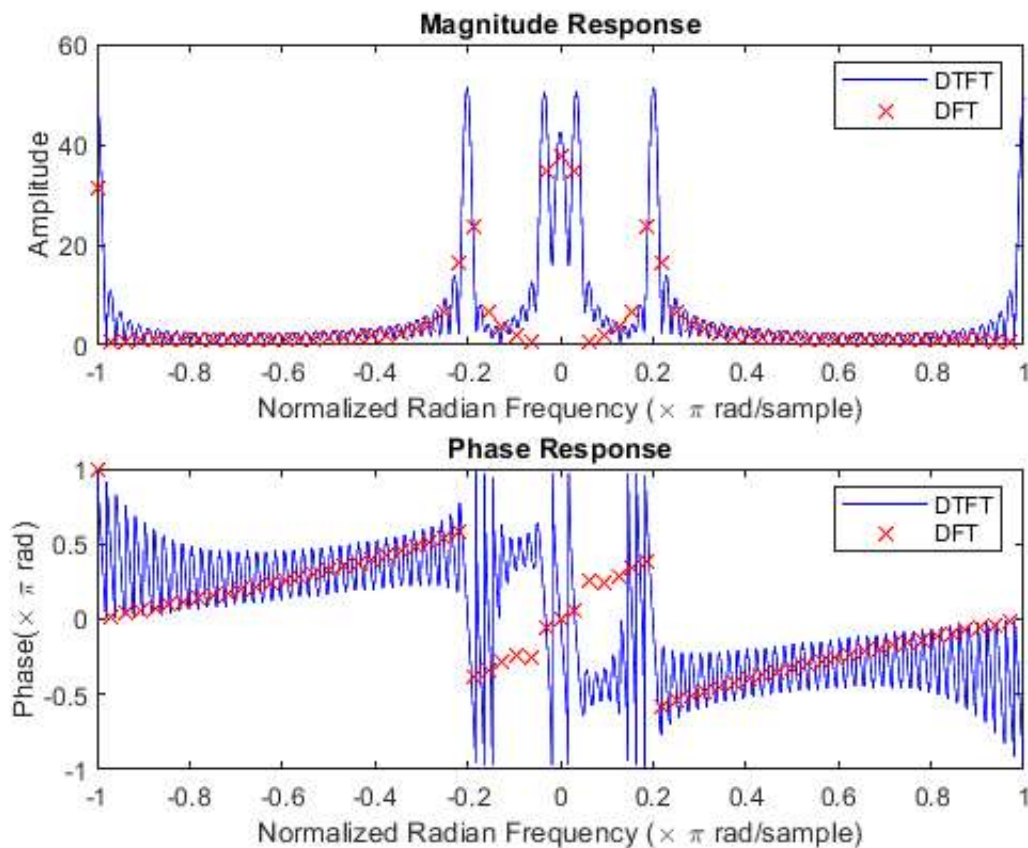 Magnitude Response
60
40
20
0
Amplitude
DTFT
DFT
-1 -0.8 -0.6 -0.4 -0.2 0 0.2 0.4 0.6 0.8 1
Normalized Radian Frequency (× π rad/sample)
Phase Response
1
0.5
0
-0.5
-1
Phase(× π rad)
DTFT
DFT
-1 -0.8 -0.6 -0.4 -0.2 0 0.2 0.4 0.6 0.8 1
Normalized Radian Frequency (× π rad/sample)